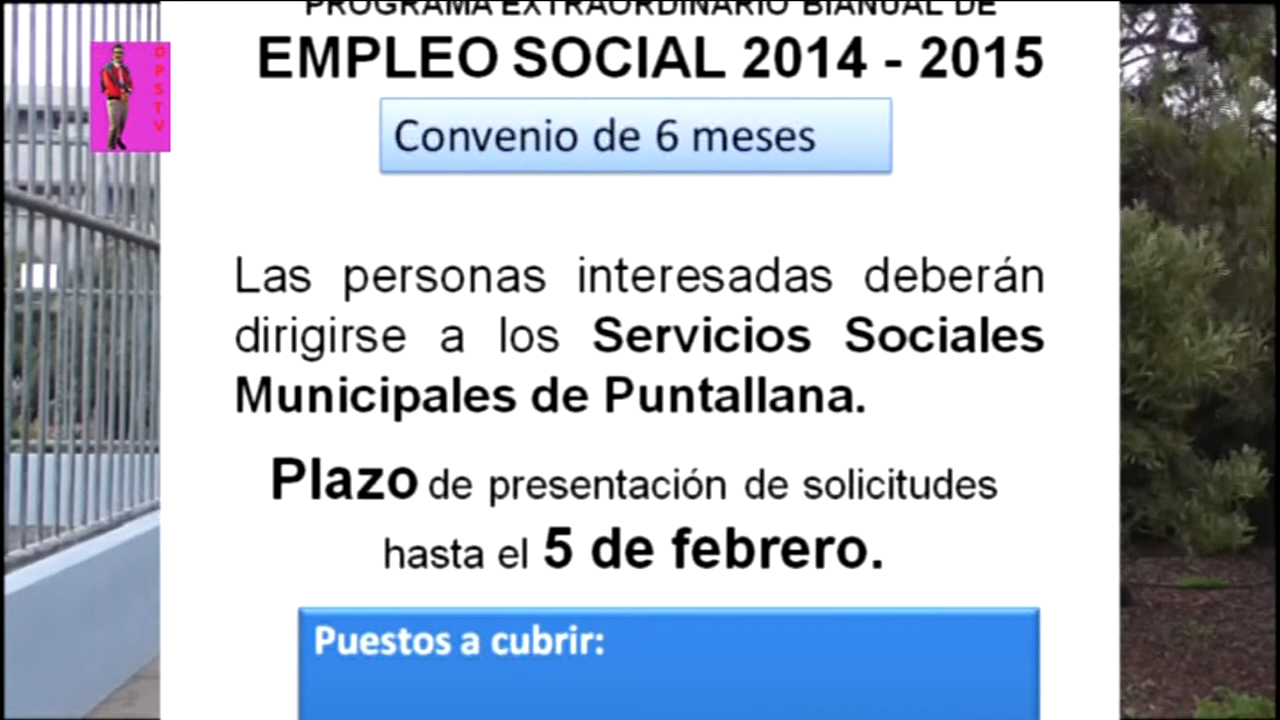 PROGRAMA EXTRAORDINARIO BIANUAL DE
EMPLEO SOCIAL 2014 - 2015
DPSTV
Convenio de 6 meses
Las personas interesadas deberán
dirigirse a los Servicios Sociales
Municipales de Puntallana.
Plazo de presentación de solicitudes
hasta el 5 de febrero.
Puestos a cubrir: